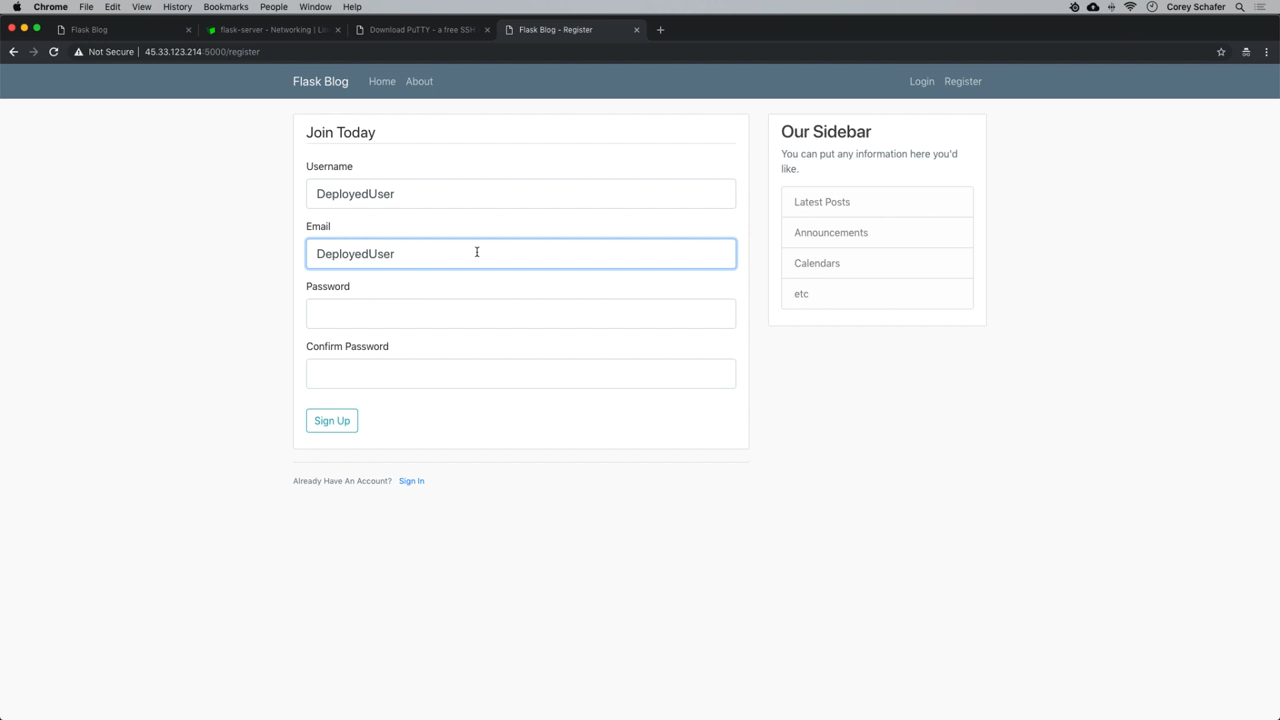 Chrome File Edit View History Bookmarks People Window Help Corey Schafer
Flask Blog flask-server - Networking | Li Download PuTTY - a free SSH Flask Blog - Register
Not Secure 45.33.123.214:5000/register
Flask Blog Home About Login Register
Join Today
Username
DeployedUser
Email
DeployedUser
Password
Confirm Password
Sign Up
Already Have An Account? Sign In
Our Sidebar
You can put any information here you'd
like.
Latest Posts
Announcements
Calendars
etc